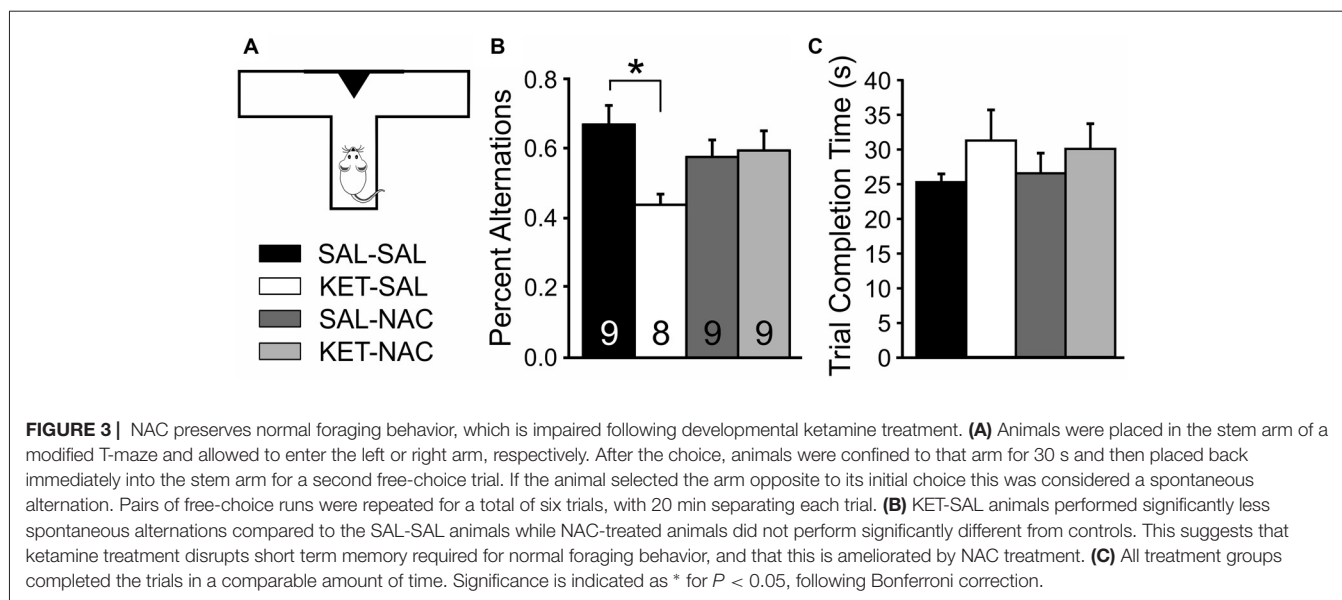 A
SAL-SAL
KET-SAL
SAL-NAC
KET-NAC
B
*
Percent Alternations
0.8
0.6
0.4
0.2
0.0
9 8 9 9
C
Trial Completion Time (s)
40
35
30
25
20
15
10
5
0
FIGURE 3 | NAC preserves normal foraging behavior, which is impaired following developmental ketamine treatment. (A) Animals were placed in the stem arm of a
modified T-maze and allowed to enter the left or right arm, respectively. After the choice, animals were confined to that arm for 30 s and then placed back
immediately into the stem arm for a second free-choice trial. If the animal selected the arm opposite to its initial choice this was considered a spontaneous
alternation. Pairs of free-choice runs were repeated for a total of six trials, with 20 min separating each trial. (B) KET-SAL animals performed significantly less
spontaneous alternations compared to the SAL-SAL animals while NAC-treated animals did not perform significantly different from controls. This suggests that
ketamine treatment disrupts short term memory required for normal foraging behavior, and that this is ameliorated by NAC treatment. (C) All treatment groups
completed the trials in a comparable amount of time. Significance is indicated as * for P < 0.05, following Bonferroni correction.